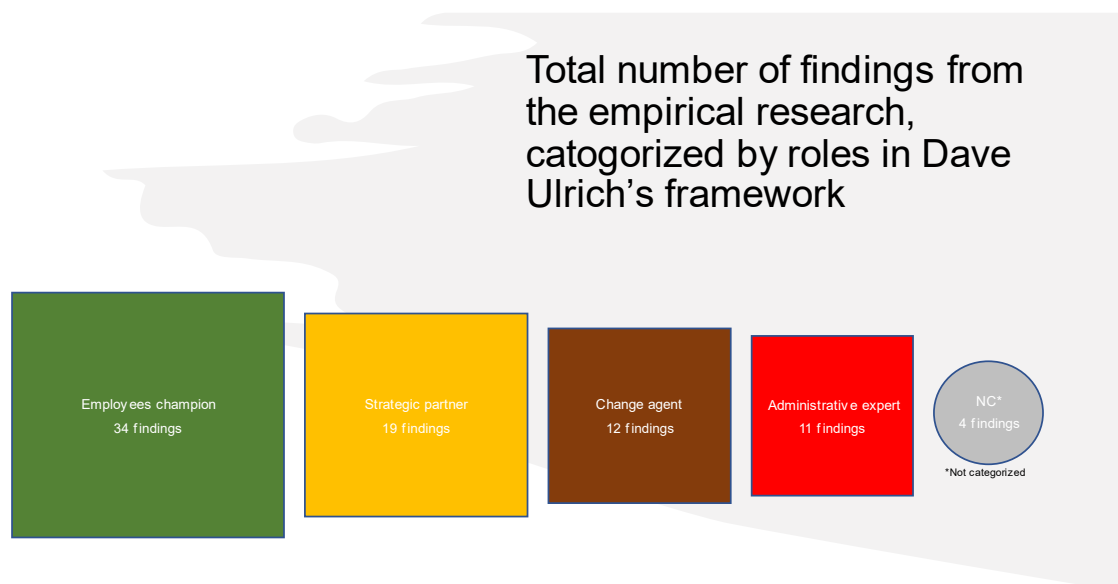 Total number of findings from
the empirical research,
catogorized by roles in Dave
Ulrich’s framework
Employees champion
34 findings
Strategic partner
19 findings
Change agent
12 findings
Administrative expert
11 findings
NC*
4 findings
*Not categorized